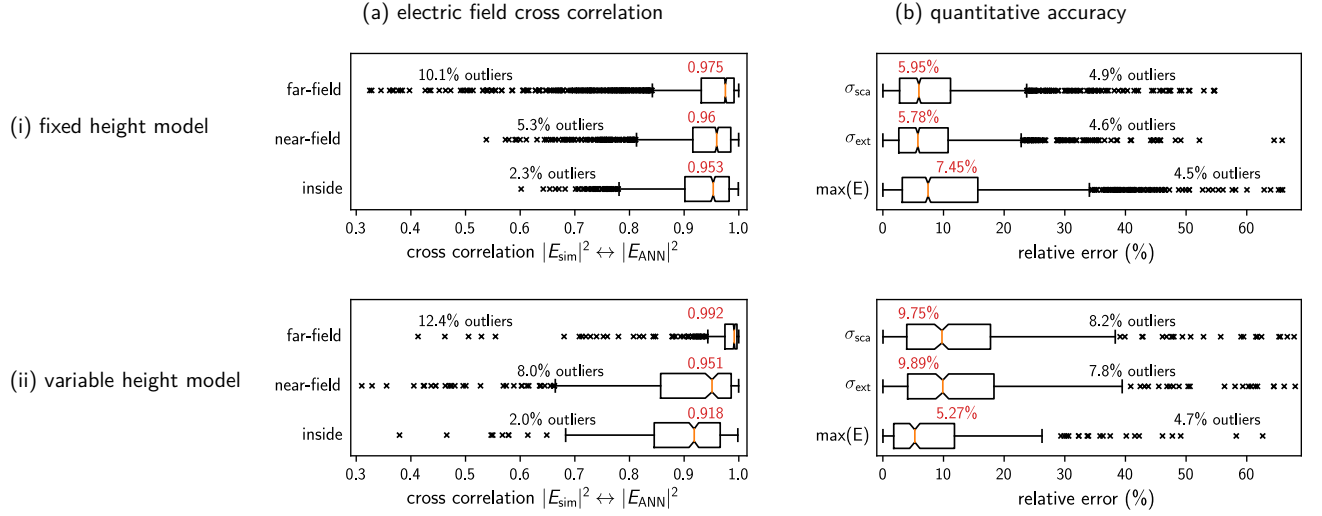 (a) electric field cross correlation
(b) quantitative accuracy
(i) fixed height model
far-field
10.1% outliers
0.975
near-field
5.3% outliers
0.96
inside
2.3% outliers
0.953
0.3 0.4 0.5 0.6 0.7 0.8 0.9 1.0
cross correlation |E_sim|² ↔ |E_ANN|²
σ_sca
5.95%
4.9% outliers
σ_ext
5.78%
4.6% outliers
max(E)
7.45%
4.5% outliers
0 10 20 30 40 50 60
relative error (%)
(ii) variable height model
far-field
12.4% outliers
0.992
near-field
8.0% outliers
0.951
inside
2.0% outliers
0.918
0.3 0.4 0.5 0.6 0.7 0.8 0.9 1.0
cross correlation |E_sim|² ↔ |E_ANN|²
σ_sca
9.75%
8.2% outliers
σ_ext
9.89%
7.8% outliers
max(E)
5.27%
4.7% outliers
0 10 20 30 40 50 60
relative error (%)